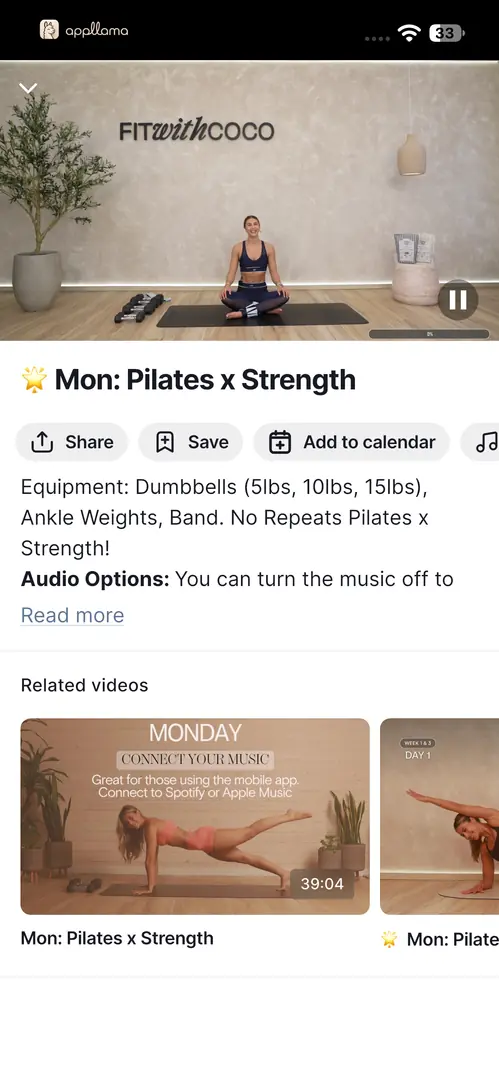 appllama
33
FITwithCOCO
🌟 Mon: Pilates x Strength
Share
Save
Add to calendar
Equipment: Dumbbells (5lbs, 10lbs, 15lbs),
Ankle Weights, Band. No Repeats Pilates x
Strength!
Audio Options: You can turn the music off to
Read more
Related videos
MONDAY
CONNECT YOUR MUSIC
Great for those using the mobile app.
Connect to Spotify or Apple Music
39:04
WEEK 1 & 3
DAY 1
Mon: Pilates x Strength
🌟 Mon: Pilate